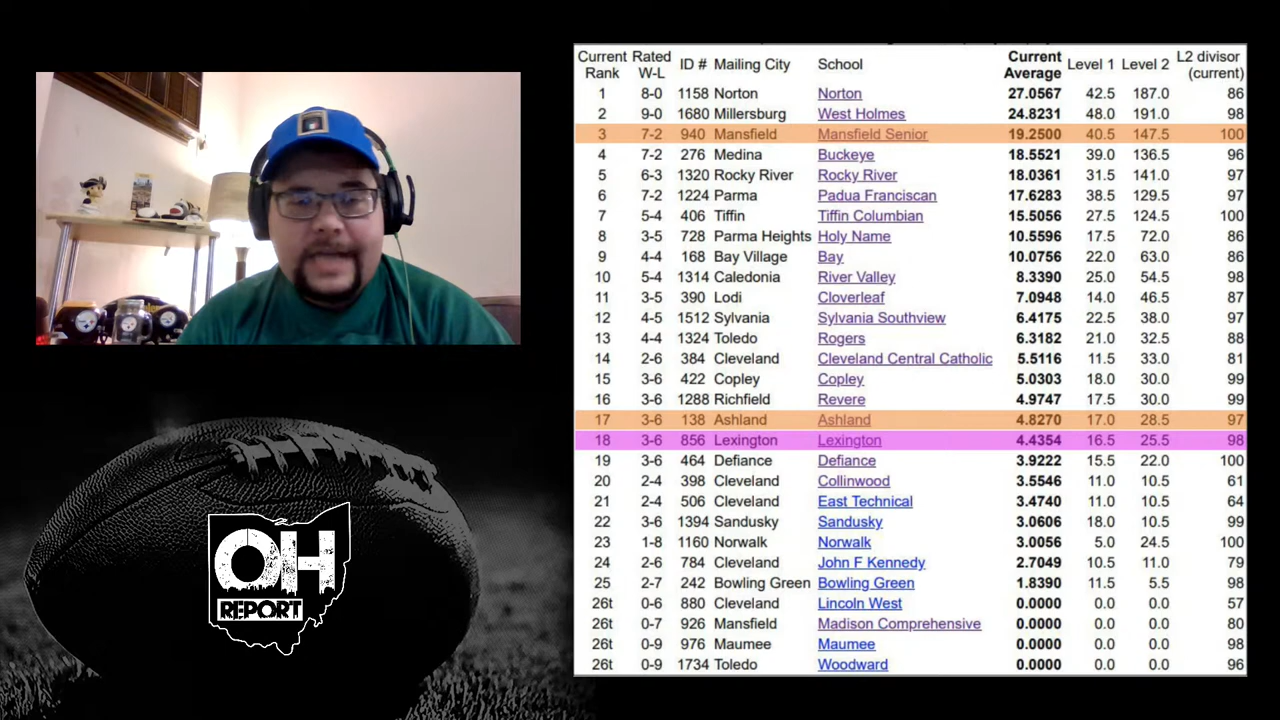 OH
REPORT
Current Rank Rated W-L ID # Mailing City School Current Average Level 1 Level 2 L2 divisor (current)
1 8-0 1158 Norton Norton 27.0567 42.5 187.0 86
2 9-0 1680 Millersburg West Holmes 24.8231 48.0 191.0 98
3 7-2 940 Mansfield Mansfield Senior 19.2500 40.5 147.5 100
4 7-2 276 Medina Buckeye 18.5521 39.0 136.5 96
5 6-3 1320 Rocky River Rocky River 18.0361 31.5 141.0 97
6 7-2 1224 Parma Padua Franciscan 17.6283 38.5 129.5 97
7 5-4 406 Tiffin Tiffin Columbian 15.5056 27.5 124.5 100
8 3-5 728 Parma Heights Holy Name 10.5596 17.5 72.0 86
9 4-4 168 Bay Village Bay 10.0756 22.0 63.0 86
10 5-4 1314 Caledonia River Valley 8.3390 25.0 54.5 98
11 3-5 390 Lodi Cloverleaf 7.0948 14.0 46.5 87
12 4-5 1512 Sylvania Sylvania Southview 6.4175 22.5 38.0 97
13 4-4 1324 Toledo Rogers 6.3182 21.0 32.5 88
14 2-6 384 Cleveland Cleveland Central Catholic 5.5116 11.5 33.0 81
15 3-6 422 Copley Copley 5.0303 18.0 30.0 99
16 3-6 1288 Richfield Revere 4.9747 17.5 30.0 99
17 3-6 138 Ashland Ashland 4.8270 17.0 28.5 97
18 3-6 856 Lexington Lexington 4.4354 16.5 25.5 98
19 3-6 464 Defiance Defiance 3.9222 15.5 22.0 100
20 2-4 398 Cleveland Collinwood 3.5546 11.0 10.5 61
21 2-4 506 Cleveland East Technical 3.4740 11.0 10.5 64
22 3-6 1394 Sandusky Sandusky 3.0606 18.0 10.5 99
23 1-8 1160 Norwalk Norwalk 3.0056 5.0 24.5 100
24 2-6 784 Cleveland John F Kennedy 2.7049 10.5 11.0 79
25 2-7 242 Bowling Green Bowling Green 1.8390 11.5 5.5 98
26t 0-6 880 Cleveland Lincoln West 0.0000 0.0 0.0 57
26t 0-7 926 Mansfield Madison Comprehensive 0.0000 0.0 0.0 80
26t 0-9 976 Maumee Maumee 0.0000 0.0 0.0 98
26t 0-9 1734 Toledo Woodward 0.0000 0.0 0.0 96